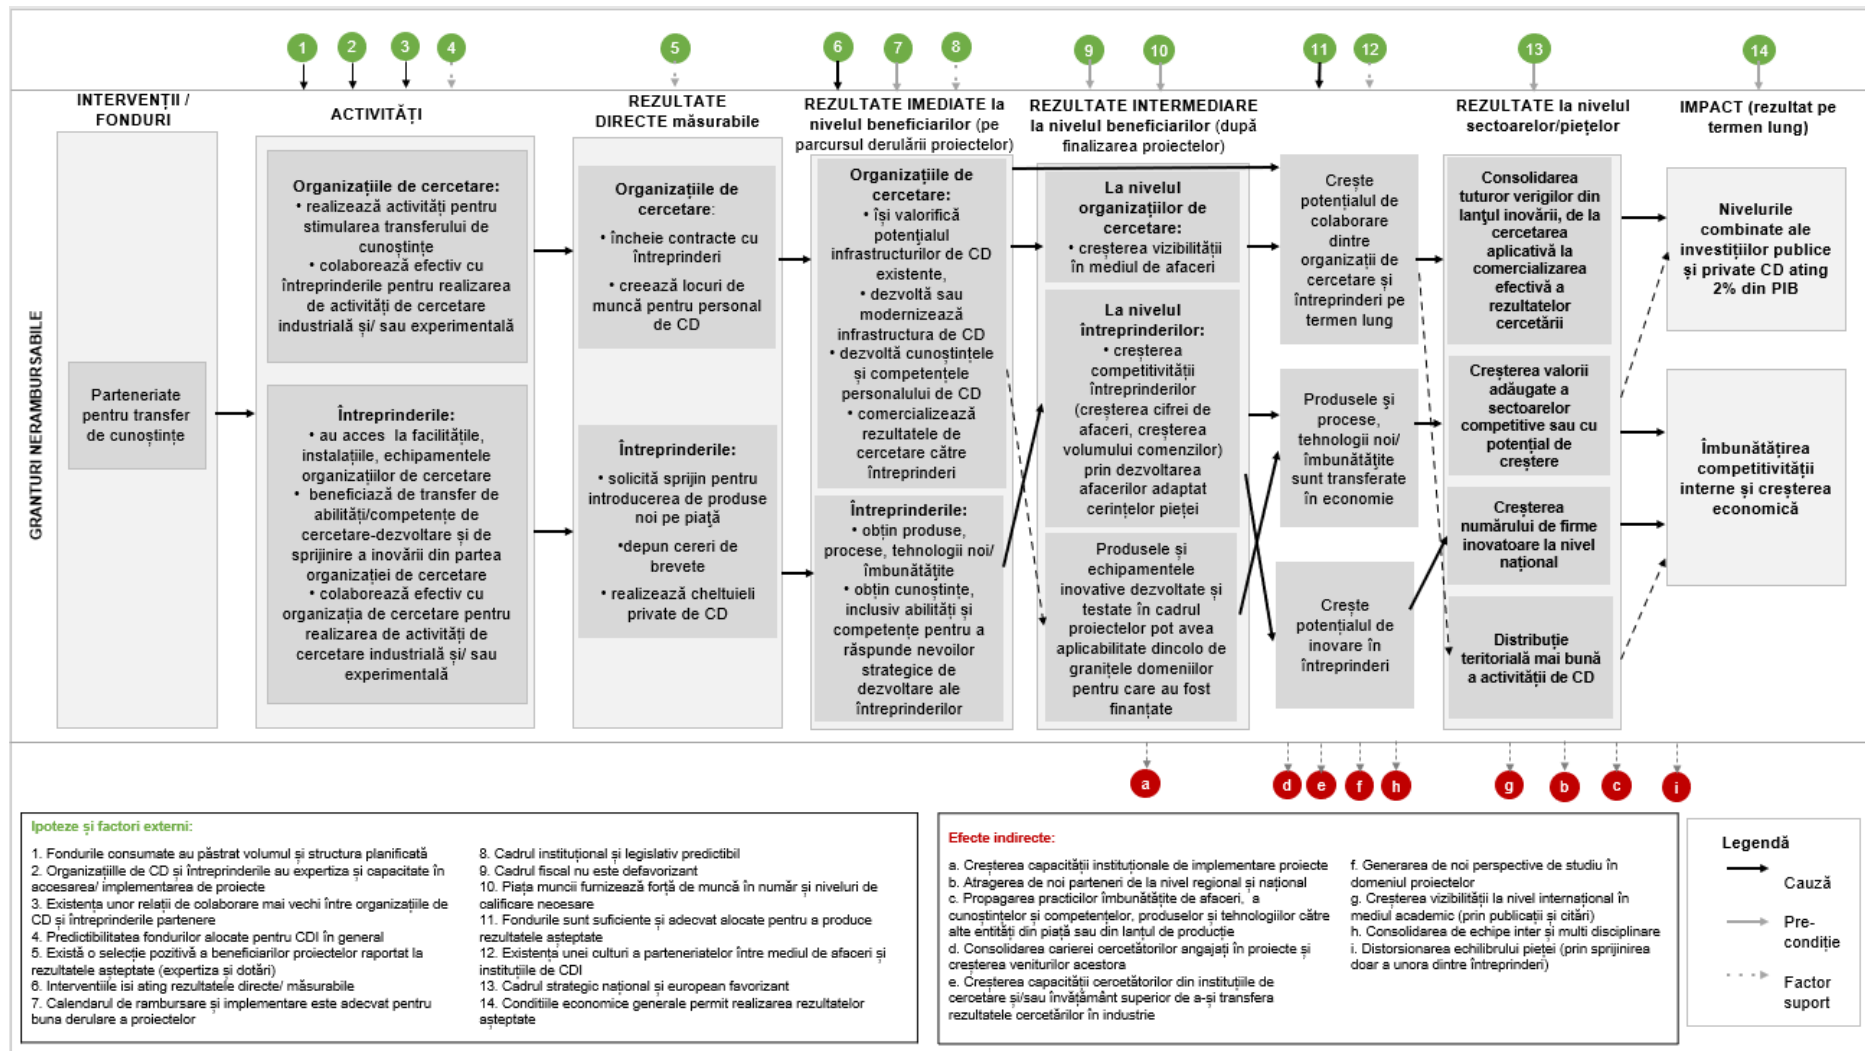 1
2
3
4
5
6
7
8
9
10
11
12
13
14
INTERVENȚII /
FONDURI
ACTIVITĂȚI
REZULTATE
DIRECTE măsurabile
REZULTATE IMEDIATE la
nivelul beneficiarilor (pe
parcursul derulării proiectelor)
REZULTATE INTERMEDIARE
la nivelul beneficiarilor (după
finalizarea proiectelor)
REZULTATE la nivelul
sectoarelor/piețelor
IMPACT (rezultat pe
termen lung)
GRANTURI NERAMBURSABILE
Parteneriate
pentru transfer
de cunoștințe
Organizațiile de cercetare:
• realizează activități pentru
stimularea transferului de
cunoștințe
• colaborează efectiv cu
întreprinderile pentru realizarea
de activități de cercetare
industrială și/ sau experimentală
Întreprinderile:
• au acces la facilitățile,
instalațiile, echipamentele
organizațiilor de cercetare
• beneficiază de transfer de
abilități/competențe de
cercetare-dezvoltare și de
sprijinire a inovării din partea
organizației de cercetare
• colaborează efectiv cu
organizația de cercetare pentru
realizarea de activități de
cercetare industrială și/ sau
experimentală
Organizațiile de
cercetare:
• încheie contracte cu
întreprinderi
• creează locuri de
muncă pentru personal
de CD
Întreprinderile:
• solicită sprijin pentru
introducerea de produse
noi pe piață
•depun cereri de
brevete
• realizează cheltuieli
private de CD
Organizațiile de
cercetare:
• își valorifică
potențialul
infrastructurilor de CD
existente,
• dezvoltă sau
modernizează
infrastructura de CD
• dezvoltă cunoștințele
și competențele
personalului de CD
• comercializează
rezultatele de
cercetare către
întreprinderi
Întreprinderile:
• obțin produse,
procese, tehnologii noi/
îmbunătățite
• obțin cunoștințe,
inclusiv abilități și
competențe pentru a
răspunde nevoilor
strategice de
dezvoltare ale
întreprinderilor
La nivelul
organizațiilor de
cercetare:
• creșterea vizibilității
în mediul de afaceri
La nivelul
întreprinderilor:
• creșterea
competitivității
întreprinderilor
(creșterea cifrei de
afaceri, creșterea
volumului comenzilor)
prin dezvoltarea
afacerilor adaptat
cerințelor pieței
Produsele și
echipamentele
inovative dezvoltate și
testate în cadrul
proiectelor pot avea
aplicabilitate dincolo de
granițele domeniilor
pentru care au fost
finanțate
Crește
potențialul de
colaborare
dintre
organizații de
cercetare și
întreprinderi pe
termen lung
Produsele și
procese,
tehnologii noi/
îmbunătățite
sunt transferate
în economie
Crește
potențialul de
inovare în
întreprinderi
Consolidarea
tuturor verigilor din
lanțul inovării, de la
cercetarea
aplicativă la
comercializarea
efectivă a
rezultatelor
cercetării
Creșterea valorii
adăugate a
sectoarelor
competitive sau cu
potențial de
creștere
Creșterea
numărului de firme
inovatoare la nivel
național
Distribuție
teritorială mai bună
a activității de CD
Nivelurile
combinate ale
investițiilor publice
și private CD ating
2% din PIB
Îmbunătățirea
competitivității
interne și creșterea
economică
a
d
e
f
h
g
b
c
i
Ipoteze și factori externi:
1. Fondurile consumate au păstrat volumul și structura planificată
2. Organizațiile de CD și întreprinderile au expertiza și capacitate în
accesarea/ implementarea de proiecte
3. Existența unor relații de colaborare mai vechi între organizațiile de
CD și întreprinderile partenere
4. Predictibilitatea fondurilor alocate pentru CDI în general
5. Există o selecție pozitivă a beneficiarilor proiectelor raportat la
rezultatele așteptate (expertiza și dotări)
6. Interventiile isi ating rezultatele directe/ măsurabile
7. Calendarul de rambursare și implementare este adecvat pentru
buna derulare a proiectelor
8. Cadrul instituțional și legislativ predictibil
9. Cadrul fiscal nu este defavorizant
10. Piața muncii furnizează forță de muncă în număr și niveluri de
calificare necesare
11. Fondurile sunt suficiente și adecvat alocate pentru a produce
rezultatele așteptate
12. Existența unei culturi a parteneriatelor între mediul de afaceri și
instituțiile de CDI
13. Cadrul strategic național și european favorizant
14. Conditiile economice generale permit realizarea rezultatelor
așteptate
Efecte indirecte:
a. Creșterea capacității instituționale de implementare proiecte
b. Atragerea de noi parteneri de la nivel regional și național
c. Propagarea practicilor îmbunătățite de afaceri, a
cunoștințelor și competențelor, produselor și tehnologiilor către
alte entități din piață sau din lanțul de producție
d. Consolidarea carierei cercetătorilor angajați în proiecte și
creșterea veniturilor acestora
e. Creșterea capacității cercetătorilor din instituțiile de
cercetare și/sau învățământ superior de a-și transfera
rezultatele cercetărilor în industrie
f. Generarea de noi perspective de studiu în
domeniul proiectelor
g. Creșterea vizibilității la nivel internațional în
mediul academic (prin publicații și citări)
h. Consolidarea de echipe inter și multi disciplinare
i. Distorsionarea echilibrului pieței (prin sprijinirea
doar a unora dintre întreprinderi)
Legendă
Cauză
Pre-
condiție
Factor
suport